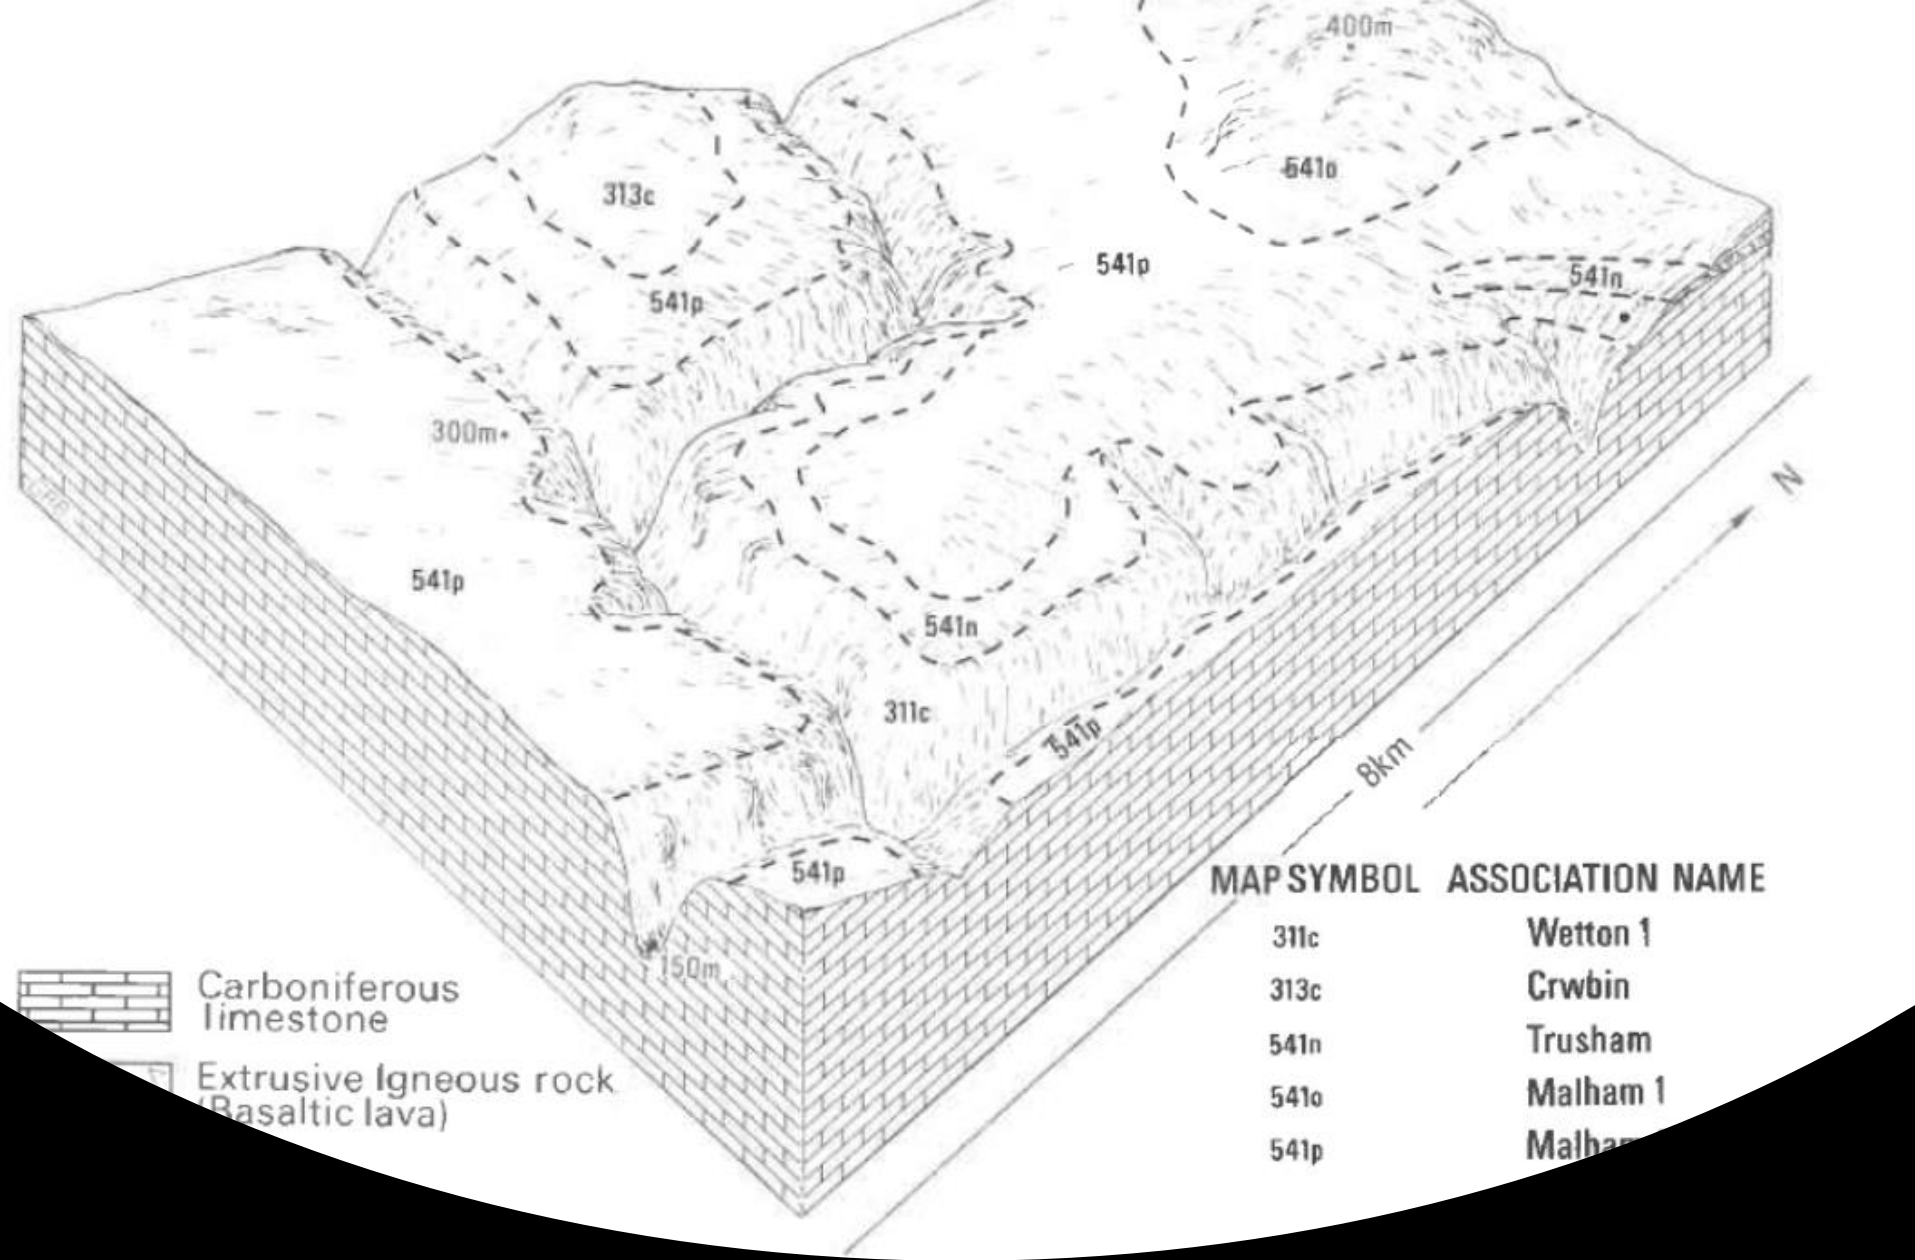 400m
313c
541o
541p
541n
541p
300m
541p
541n
311c
541p
541p
8km
N
150m
MAP SYMBOL ASSOCIATION NAME
311c Wetton 1
313c Crwbin
541n Trusham
541o Malham 1
541p
Carboniferous
limestone
Extrusive Igneous rock
(Basaltic lava)